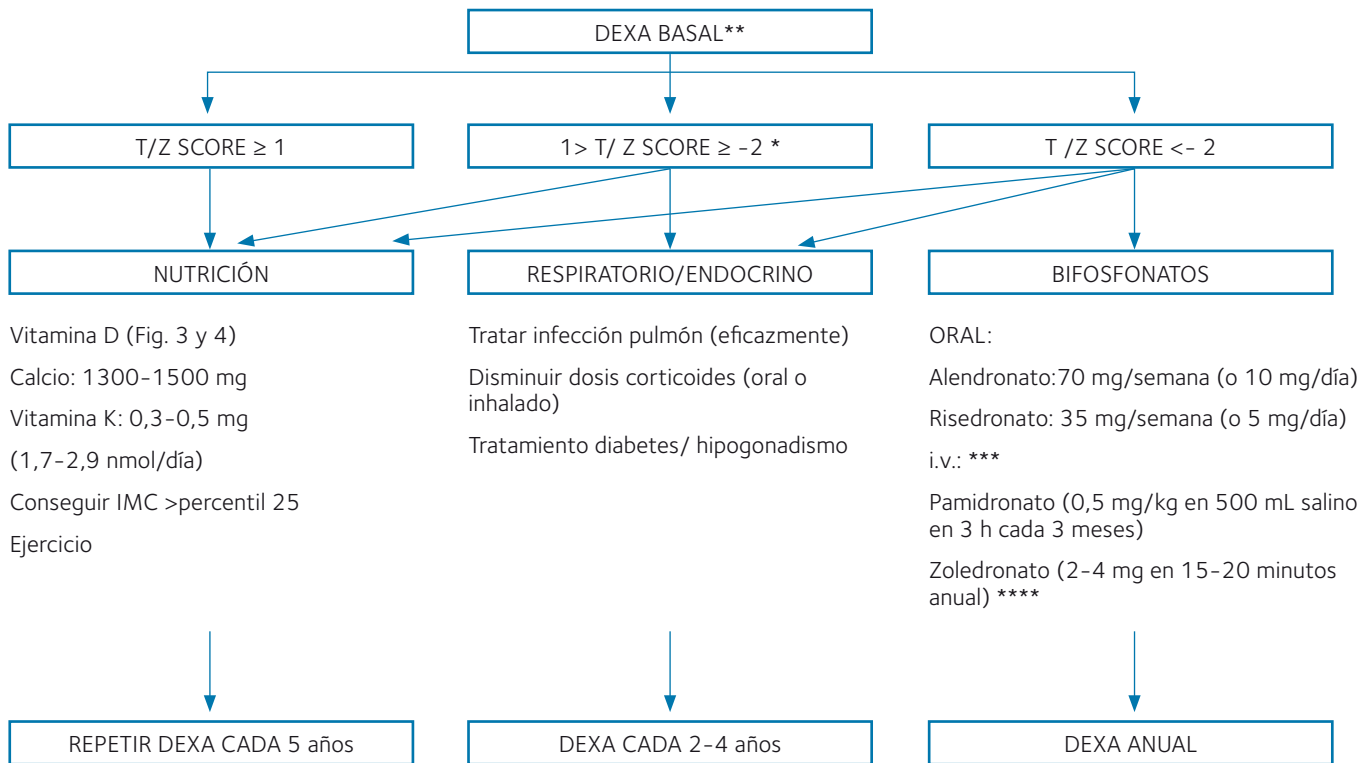 DEXA BASAL**
T/Z SCORE ≥ 1
1> T/ Z SCORE ≥ -2 *
T /Z SCORE <- 2
NUTRICIÓN
RESPIRATORIO/ENDOCRINO
BIFOSFONATOS
Vitamina D (Fig. 3 y 4)
Calcio: 1300-1500 mg
Vitamina K: 0,3-0,5 mg
(1,7-2,9 nmol/día)
Conseguir IMC >percentil 25
Ejercicio
Tratar infección pulmón (eficazmente)
Disminuir dosis corticoides (oral o
inhalado)
Tratamiento diabetes/ hipogonadismo
ORAL:
Alendronato:70 mg/semana (o 10 mg/día)
Risedronato: 35 mg/semana (o 5 mg/día)
i.v.: ***
Pamidronato (0,5 mg/kg en 500 mL salino
en 3 h cada 3 meses)
Zoledronato (2-4 mg en 15-20 minutos
anual) ****
REPETIR DEXA CADA 5 años
DEXA CADA 2-4 años
DEXA ANUAL